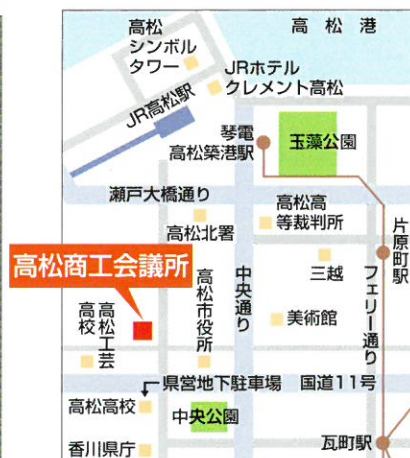 高松港
高松
シンボル
タワー
JRホテル
クレメント高松
JR高松駅
琴電
高松築港駅
玉藻公園
瀬戸大橋通り
高松北署
高松高
等裁判所
片原町駅
高松商工会議所
三越
中央通り
フェリー通り
高松市役所
美術館
高松工芸
高校
県営地下駐車場
国道11号
高松高校
中央公園
香川県庁
瓦町駅